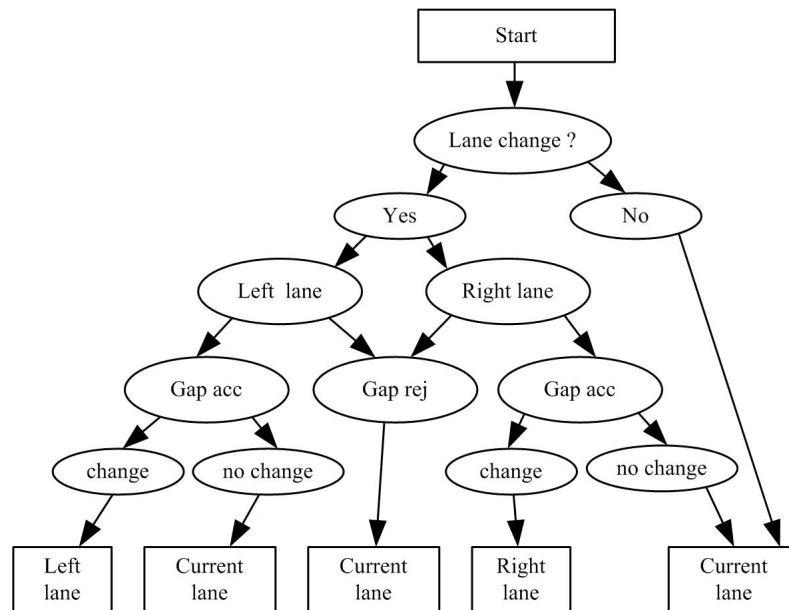 Start
Lane change ?
Yes
No
Left lane
Right lane
Gap acc
Gap rej
Gap acc
change
no change
change
no change
Left
lane
Current
lane
Current
lane
Right
lane
Current
lane